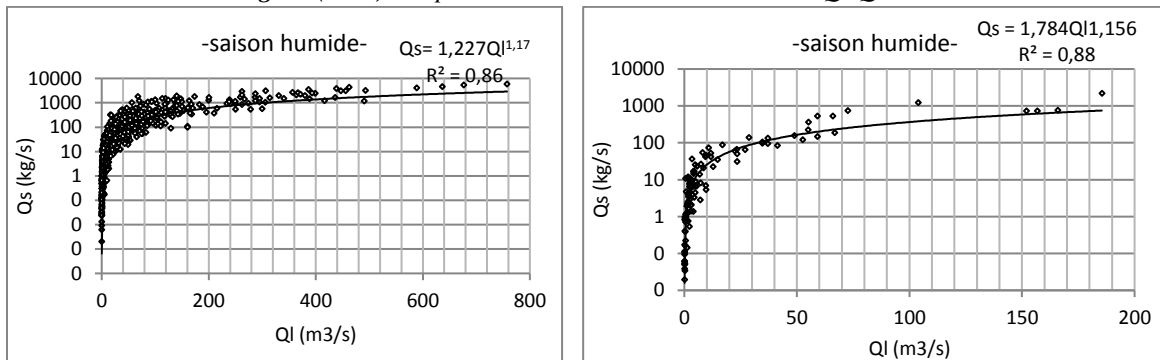 -saison humide-
Qs= 1,227Ql1,17
R² = 0,86
10000
1000
100
10
1
0
0
0
0
Qs (kg/s)
0 200 400 600 800
Ql (m3/s)
-saison humide-
Qs = 1,784Ql1,156
R² = 0,88
10000
1000
100
10
1
0
0
Qs (kg/s)
0 50 100 150 200
Ql (m3/s)